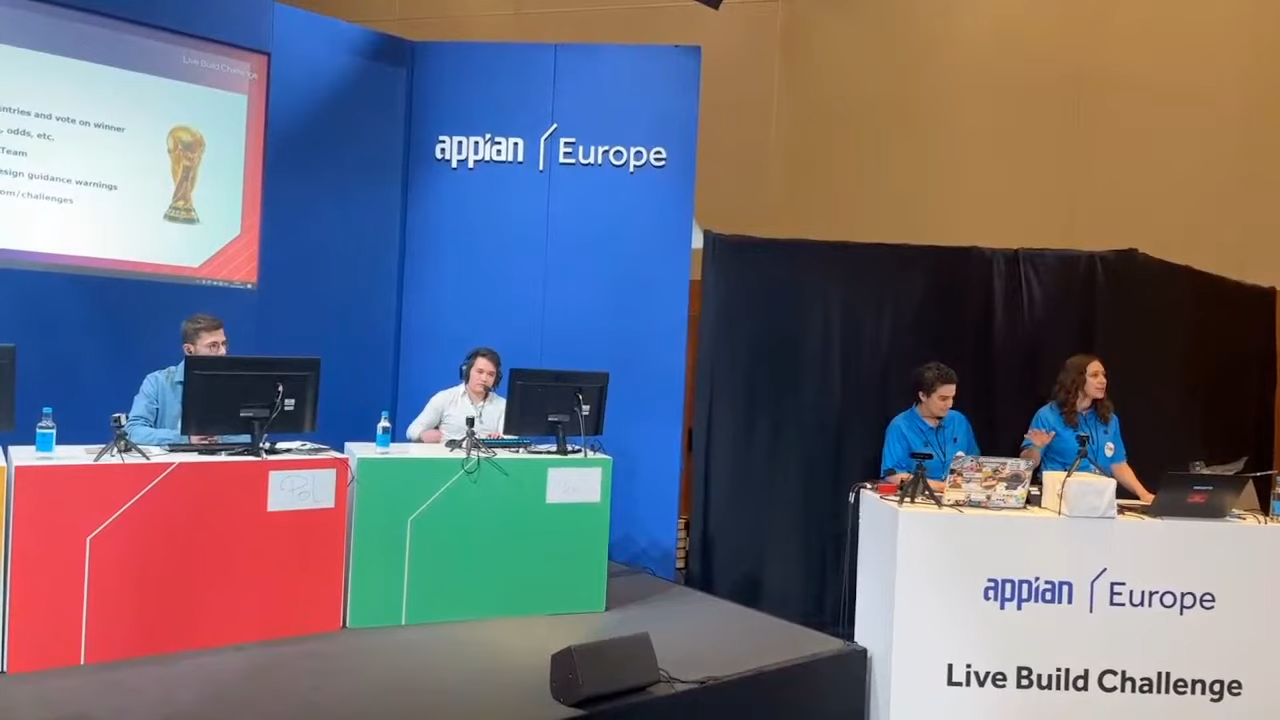 Live Build Challenge
ntries and vote on winner
, odds, etc.
Team
esign guidance warnings
om/challenges
appian Europe
Pol
appian Europe
Live Build Challenge